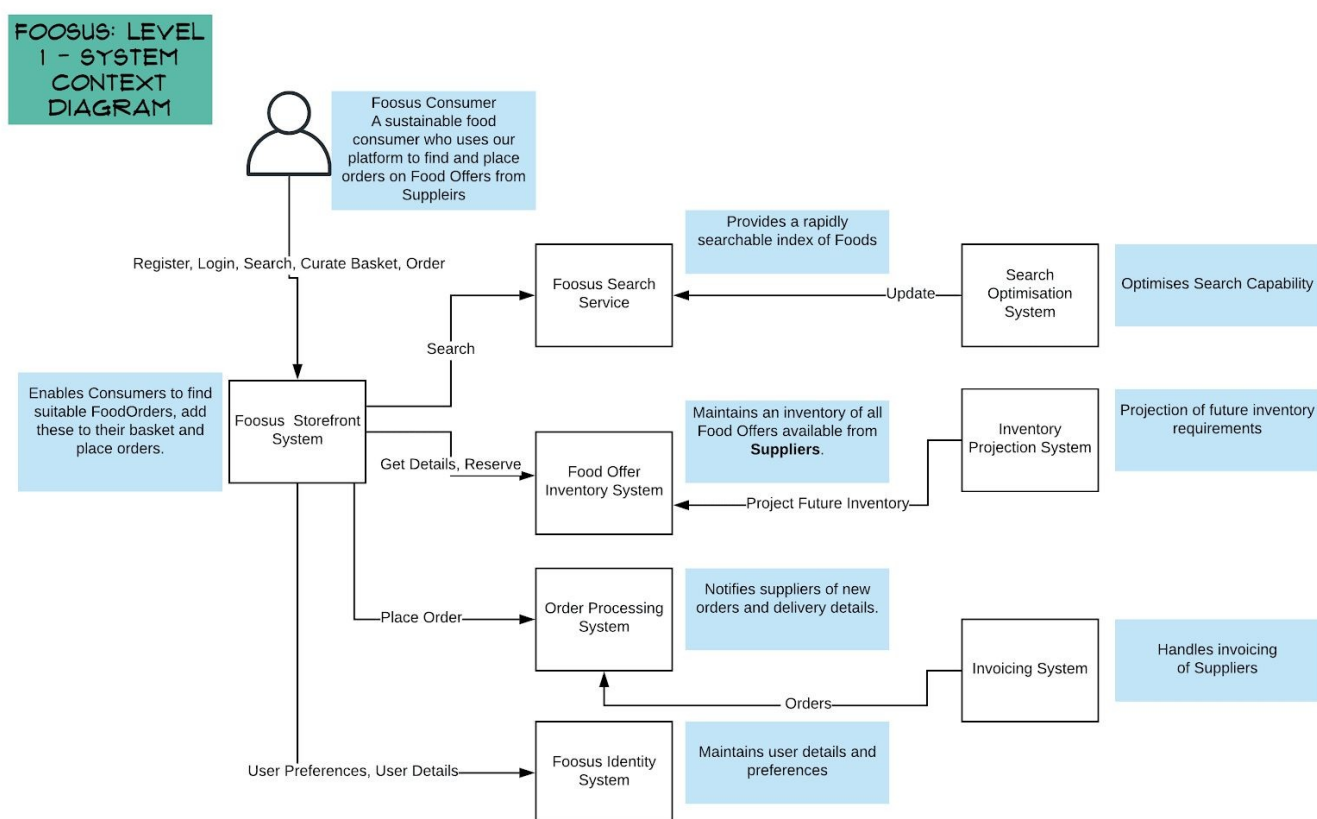 FOOSUS: LEVEL
1 - SYSTEM
CONTEXT
DIAGRAM
Foosus Consumer
A sustainable food
consumer who uses our
platform to find and place
orders on Food Offers from
Suppleirs
Register, Login, Search, Curate Basket, Order
Provides a rapidly
searchable index of Foods
Foosus Search
Service
Update
Search
Optimisation
System
Optimises Search Capability
Search
Enables Consumers to find
suitable FoodOrders, add
these to their basket and
place orders.
Foosus Storefront
System
Get Details, Reserve
Food Offer
Inventory System
Maintains an inventory of all
Food Offers available from
Suppliers.
Project Future Inventory
Inventory
Projection System
Projection of future inventory
requirements
Place Order
Order Processing
System
Notifies suppliers of new
orders and delivery details.
Orders
Invoicing System
Handles invoicing
of Suppliers
User Preferences, User Details
Foosus Identity
System
Maintains user details and
preferences